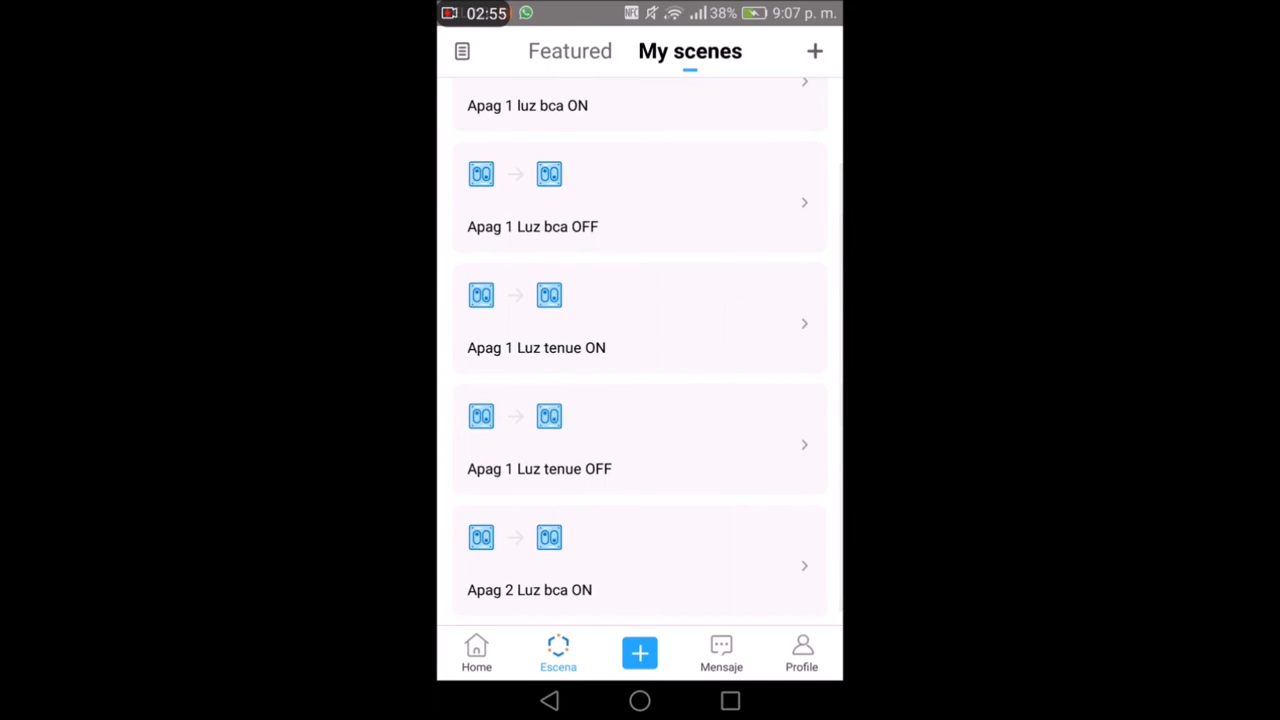 02:55 NFC 38% 9:07 p. m.
Featured My scenes
Apag 1 luz bca ON
Apag 1 Luz bca OFF
Apag 1 Luz tenue ON
Apag 1 Luz tenue OFF
Apag 2 Luz bca ON
Home Escena Mensaje Profile